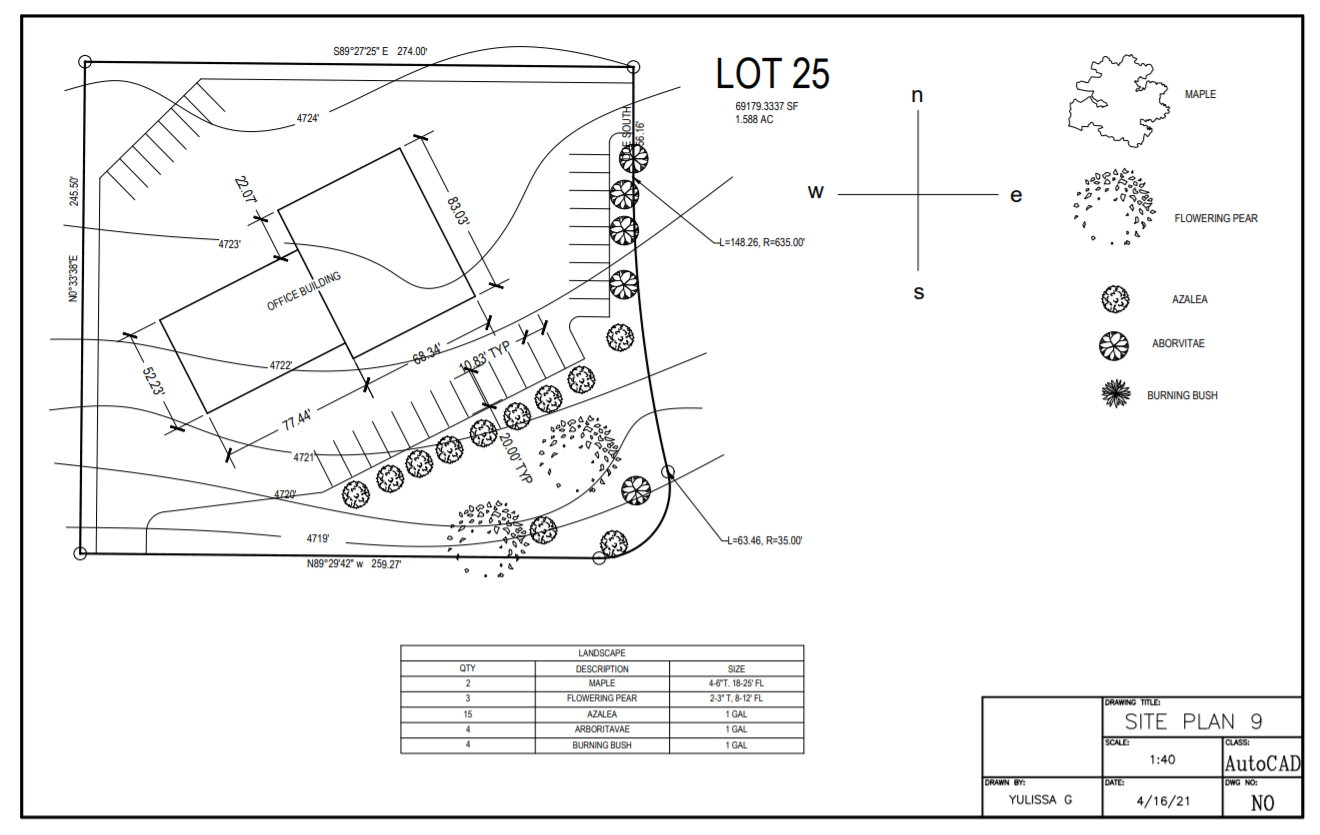 S89°27'25" E 274.00'
LOT 25
69179.3337 SF
1.588 AC
n
w
e
s
MAPLE
FLOWERING PEAR
AZALEA
ABORVITAE
BURNING BUSH
4724'
SOUTH
56.16'
245.50'
N0°33'38"E
22.07'
83.03'
4723'
L=148.26, R=635.00'
OFFICE BUILDING
52.23'
4722'
68.34'
10.83' TYP
77.44'
4721'
20.00' TYP
4720'
4719'
L=63.46, R=35.00'
N89°29'42" w 259.27'
LANDSCAPE
QTY DESCRIPTION SIZE
2 MAPLE 4-6"T. 18-25' FL
3 FLOWERING PEAR 2-3" T, 8-12' FL
15 AZALEA 1 GAL
4 ARBORITAVAE 1 GAL
4 BURNING BUSH 1 GAL
DRAWING TITLE:
SITE PLAN 9
SCALE:
1:40
CLASS:
AutoCAD
DRAWN BY:
YULISSA G
DATE:
4/16/21
DWG NO:
NO